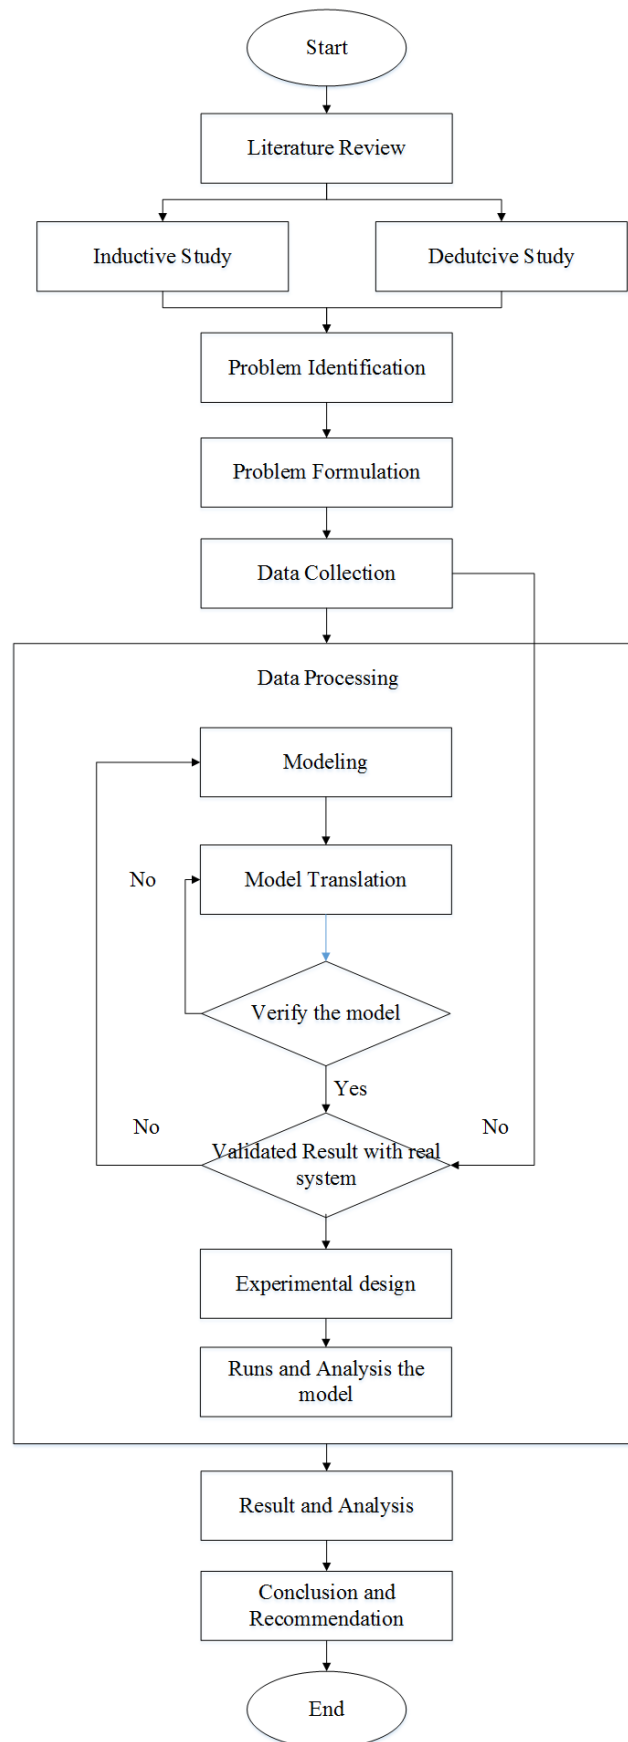 Start
Literature Review
Inductive Study
Dedutcive Study
Problem Identification
Problem Formulation
Data Collection
Data Processing
Modeling
No
Model Translation
Verify the model
Yes
No
No
Validated Result with real
system
Experimental design
Runs and Analysis the
model
Result and Analysis
Conclusion and
Recommendation
End